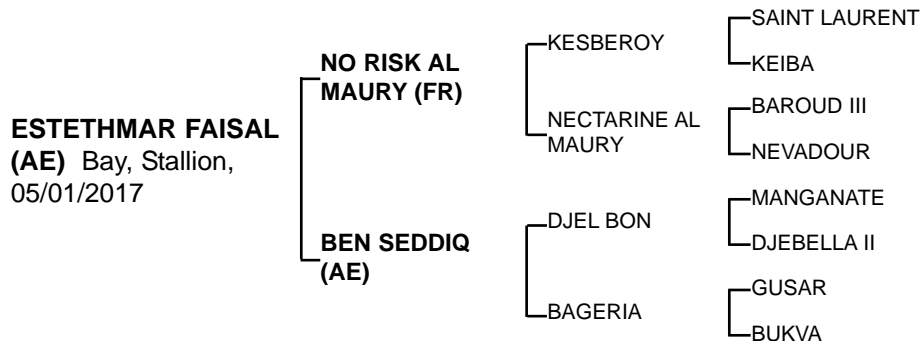 ESTETHMAR FAISAL
(AE) Bay, Stallion,
05/01/2017
NO RISK AL
MAURY (FR)
BEN SEDDIQ
(AE)
KESBEROY
NECTARINE AL
MAURY
DJEL BON
BAGERIA
SAINT LAURENT
KEIBA
BAROUD III
NEVADOUR
MANGANATE
DJEBELLA II
GUSAR
BUKVA